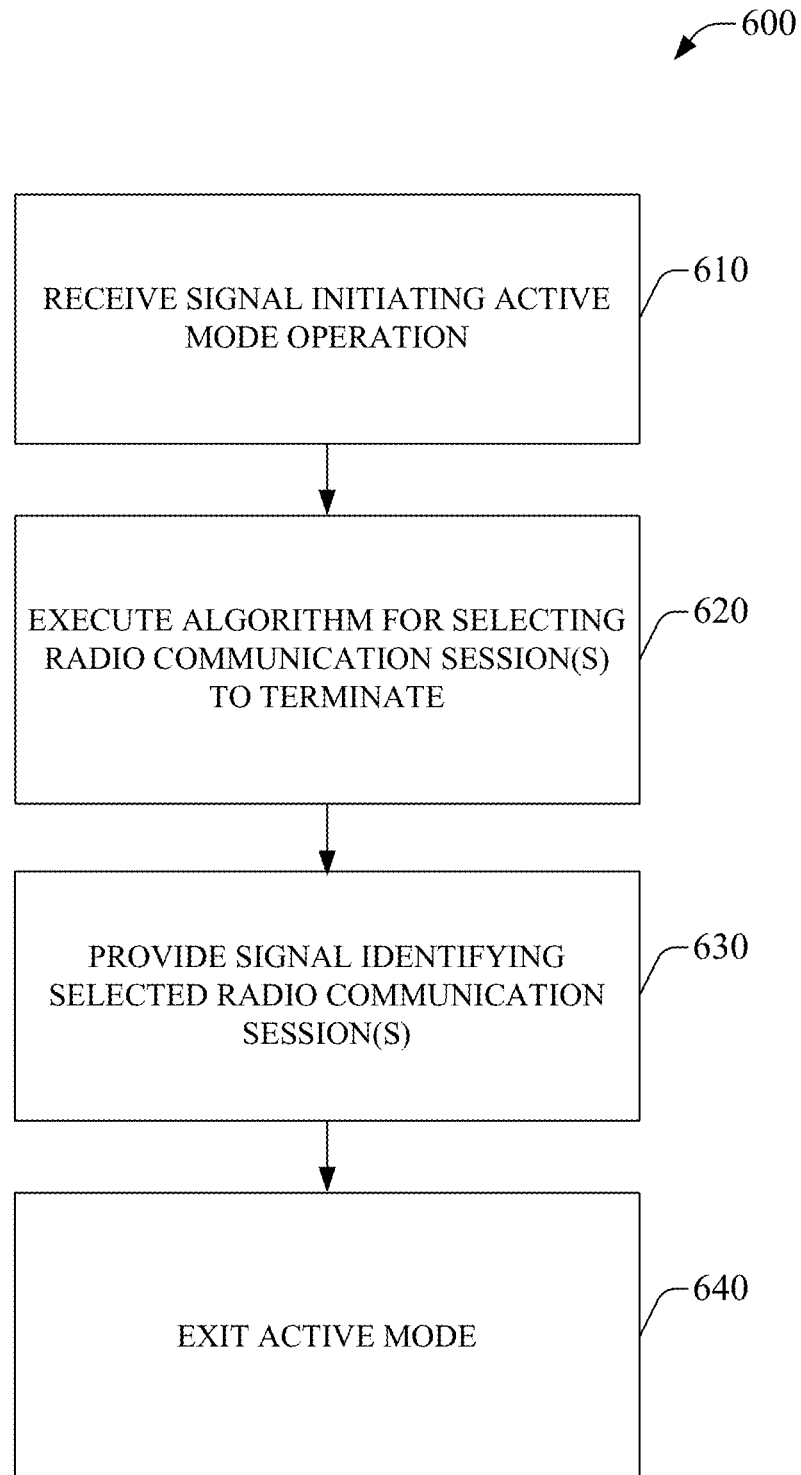 600
RECEIVE SIGNAL INITIATING ACTIVE
MODE OPERATION
610
EXECUTE ALGORITHM FOR SELECTING
RADIO COMMUNICATION SESSION(S)
TO TERMINATE
620
PROVIDE SIGNAL IDENTIFYING
SELECTED RADIO COMMUNICATION
SESSION(S)
630
EXIT ACTIVE MODE
640